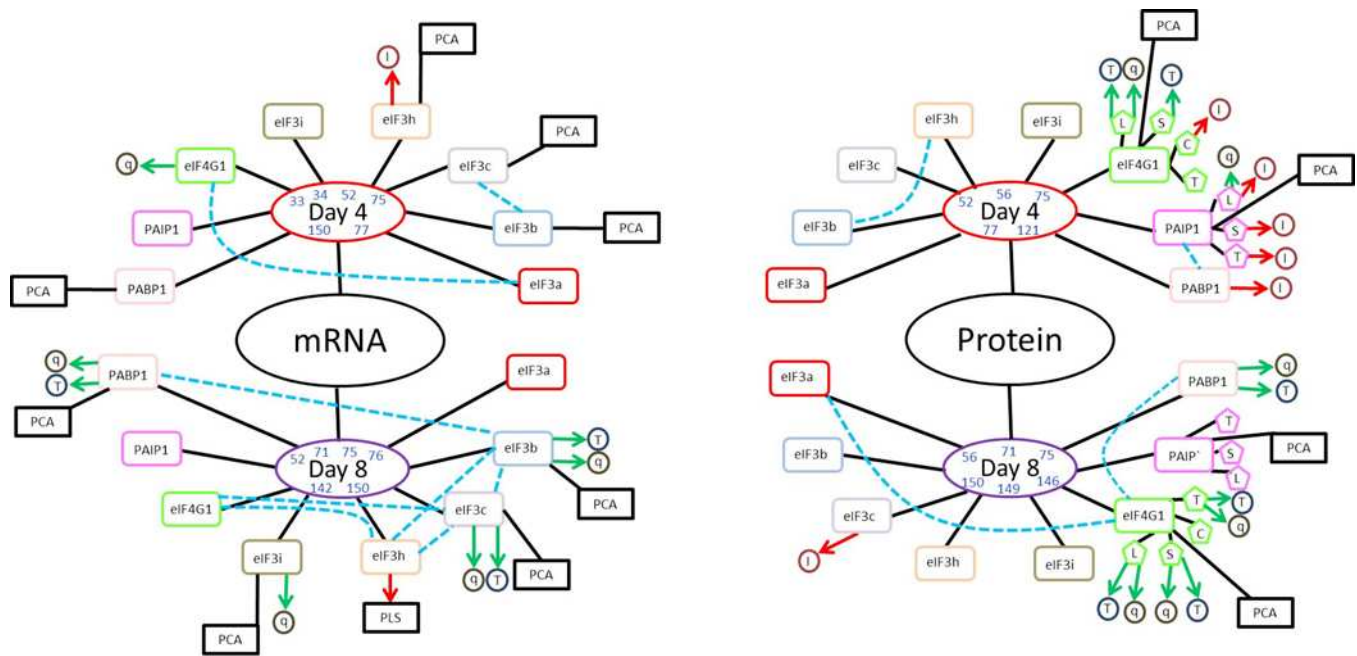 PCA
I
eIF3i
eIF3h
PCA
q
eIF4G1
eIF3c
34 52
33 75
Day 4
150 77
PAIP1
eIF3b
PCA
PCA
PABP1
eIF3a
mRNA
q
T
PABP1
eIF3a
PCA
PAIP1
71 75
52 76
Day 8
142 150
eIF3b
T
q
PCA
eIF4G1
eIF3c
eIF3i
eIF3h
q
T
PCA
PCA
q
PLS
PCA
T
q
T
eIF3h
eIF3i
L
S
I
C
eIF4G1
T
eIF3c
q
I
PCA
L
56
52 75
Day 4
77 121
eIF3b
PAIP1
S
I
T
I
eIF3a
PABP1
I
Protein
eIF3a
PABP1
q
T
T
eIF3b
56 71 75
Day 8
150 149 146
PAIP`
S
PCA
L
eIF3c
eIF4G1
T
T
q
C
I
eIF3h
eIF3i
L
S
T
q
q
T
PCA